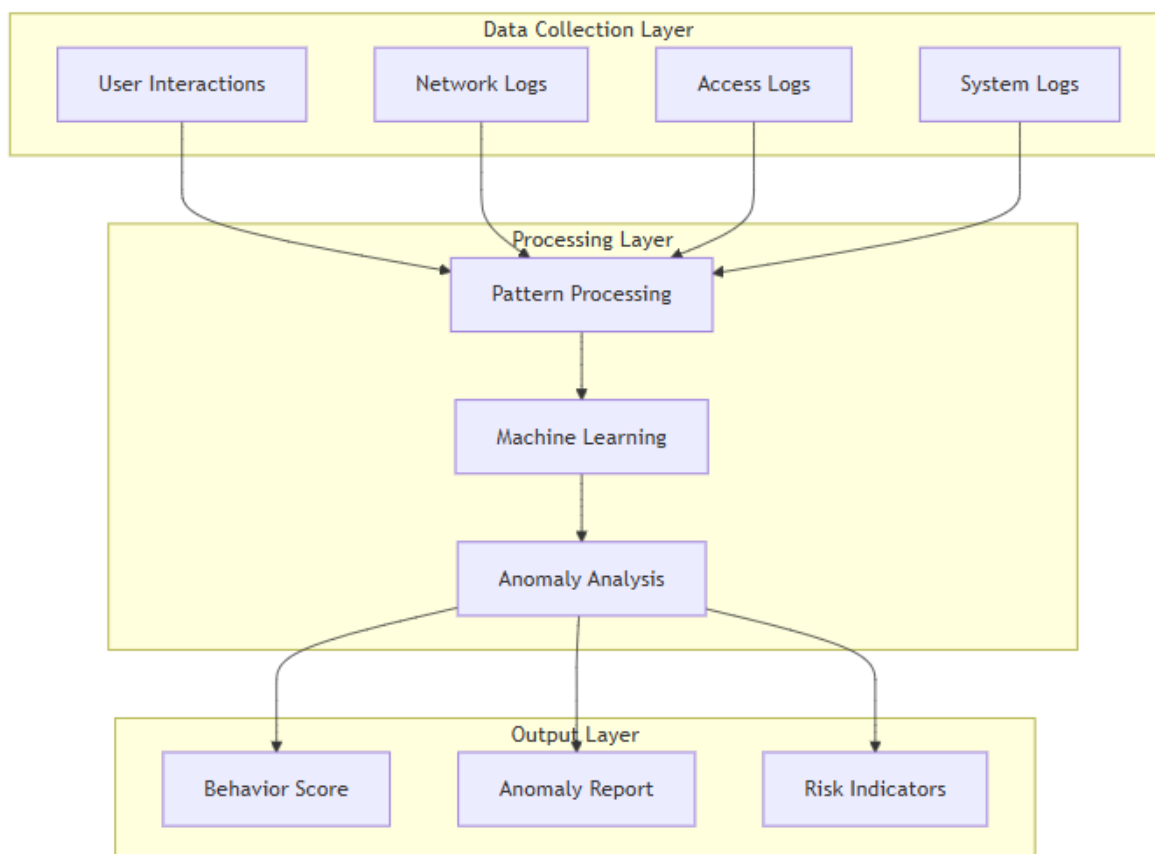 Data Collection Layer
User Interactions
Network Logs
Access Logs
System Logs
Processing Layer
Pattern Processing
Machine Learning
Anomaly Analysis
Output Layer
Behavior Score
Anomaly Report
Risk Indicators